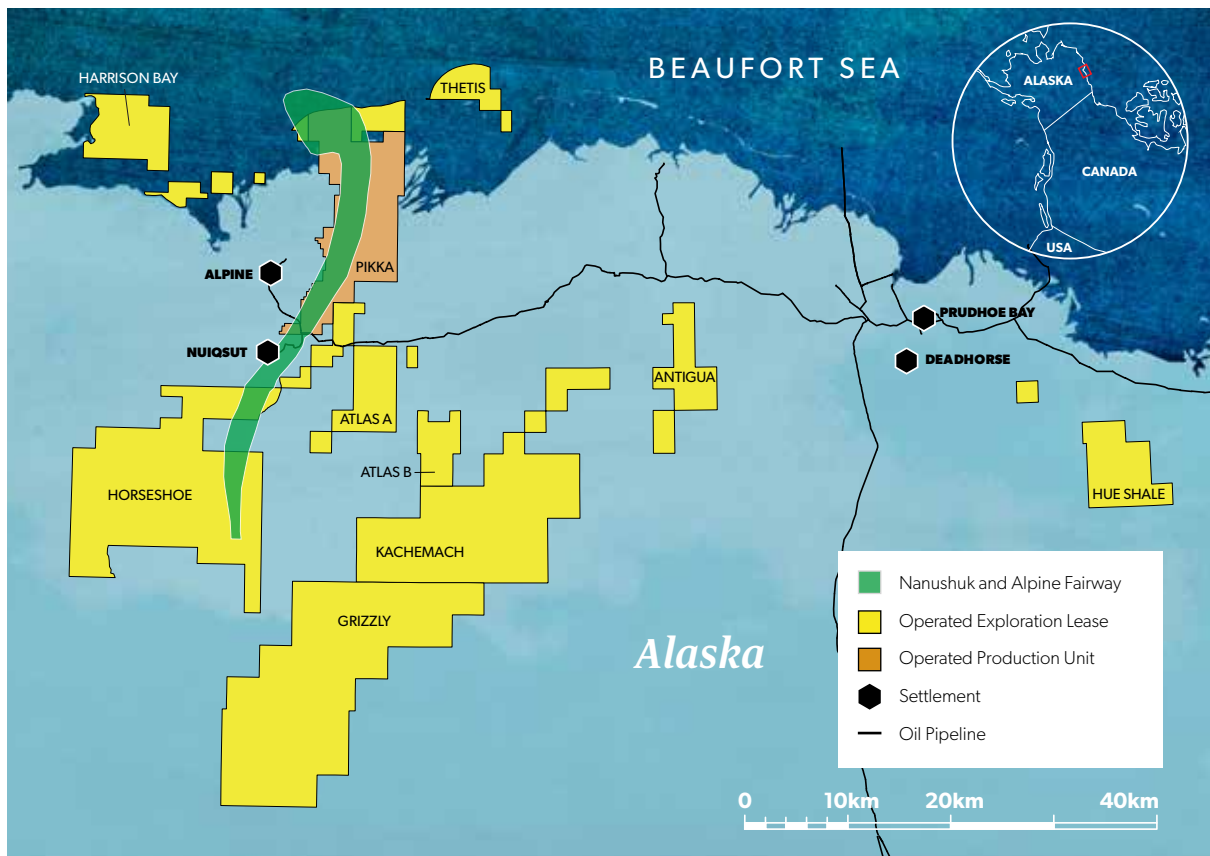 BEAUFORT SEA
HARRISON BAY
THETIS
ALASKA
CANADA
USA
ALPINE
PIKKA
NUIQSUT
PRUDHOE BAY
DEADHORSE
ANTIGUA
ATLAS A
ATLAS B
HORSESHOE
HUE SHALE
KACHEMACH
GRIZZLY
Alaska
Nanushuk and Alpine Fairway
Operated Exploration Lease
Operated Production Unit
Settlement
Oil Pipeline
0 10km 20km 40km